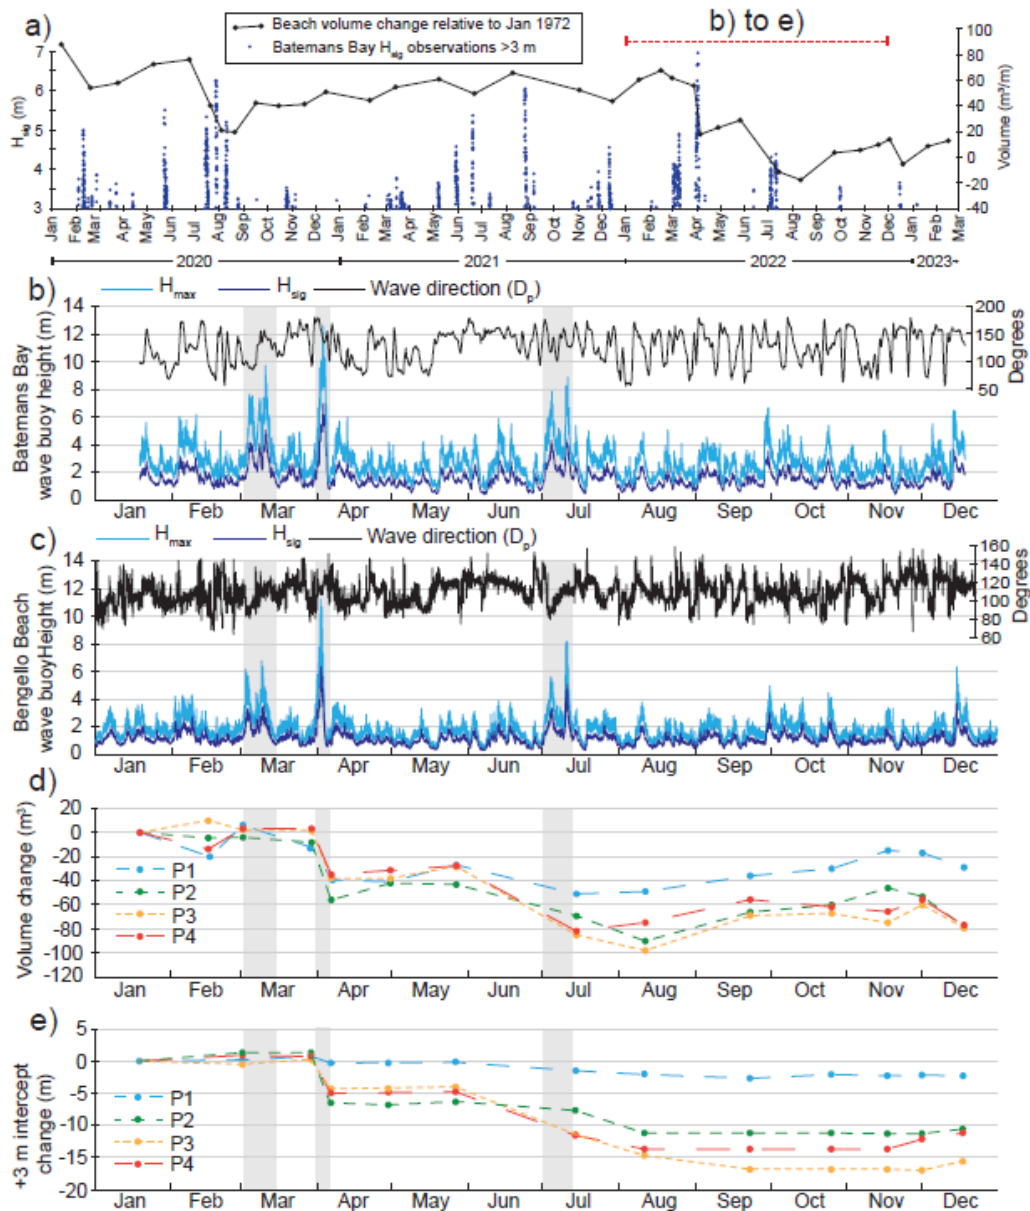 a)
Beach volume change relative to Jan 1972
Batemans Bay Hsig observations >3 m
b) to e)
7
6
5
4
3
Hsig (m)
100
80
60
40
20
0
-20
-40
Volume (m³/m)
Jan Feb Mar Apr May Jun Jul Aug Sep Oct Nov Dec Jan Feb Mar Apr May Jun Jul Aug Sep Oct Nov Dec Jan Feb Mar Apr May Jun Jul Aug Sep Oct Nov Dec Jan Feb Mar
2020 2021 2022 2023
b)
Hmax Hsig Wave direction (Dp)
14
12
10
8
6
4
2
0
Batemans Bay
wave buoy height (m)
200
150
100
50
Degrees
Jan Feb Mar Apr May Jun Jul Aug Sep Oct Nov Dec
c)
Hmax Hsig Wave direction (Dp)
14
12
10
8
6
4
2
0
Bengello Beach
wave buoyHeight (m)
160
140
120
100
80
60
Degrees
Jan Feb Mar Apr May Jun Jul Aug Sep Oct Nov Dec
d)
20
0
-20
-40
-60
-80
-100
-120
Volume change (m³)
P1
P2
P3
P4
Jan Feb Mar Apr May Jun Jul Aug Sep Oct Nov Dec
e)
5
0
-5
-10
-15
-20
+3 m intercept
change (m)
P1
P2
P3
P4
Jan Feb Mar Apr May Jun Jul Aug Sep Oct Nov Dec